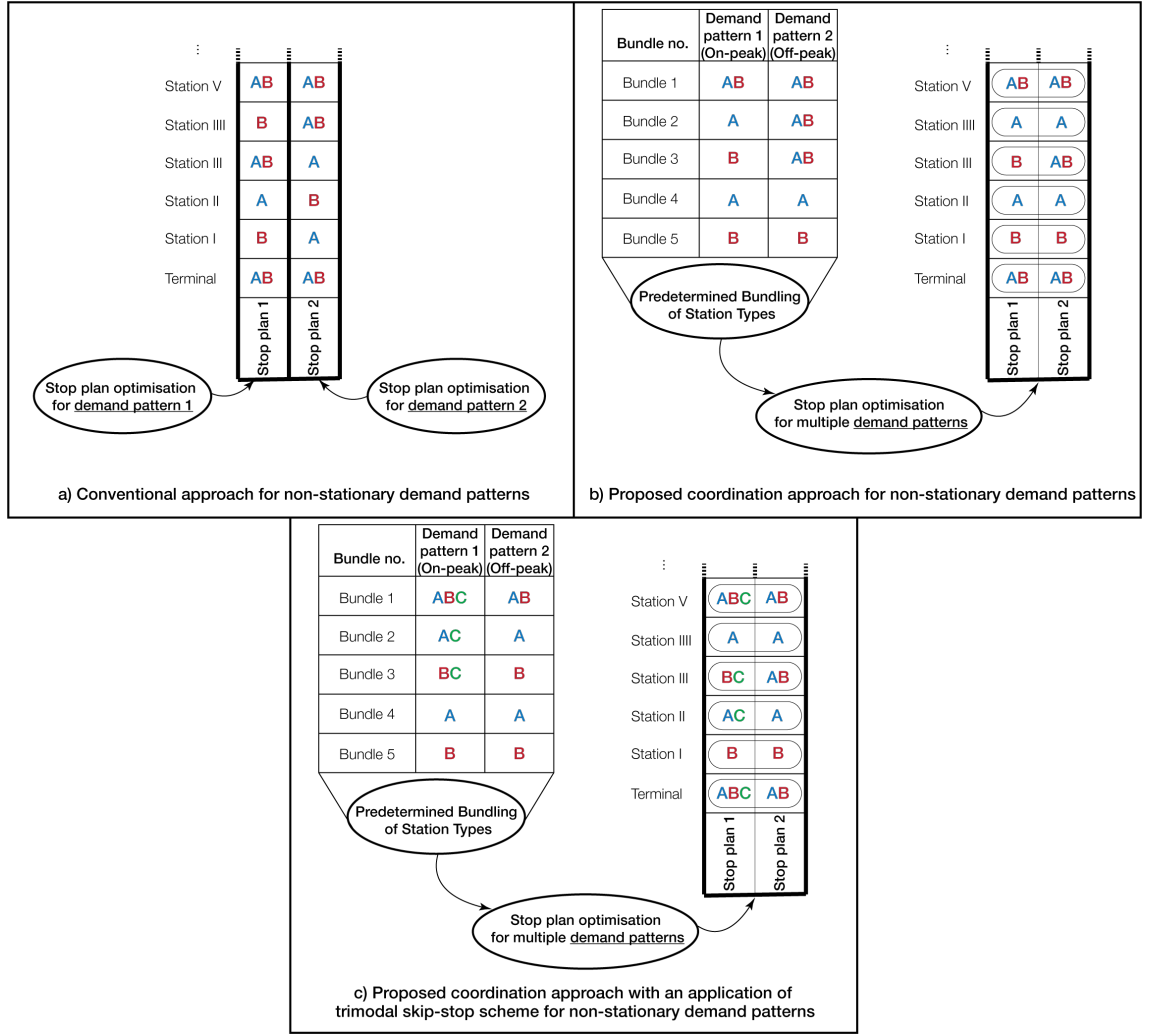 ⋮
Station V AB AB
Station IIII B AB
Station III AB A
Station II A B
Station I B A
Terminal AB AB
Stop plan 1
Stop plan 2
Stop plan optimisation
for demand pattern 1
Stop plan optimisation
for demand pattern 2
a) Conventional approach for non-stationary demand patterns
Bundle no.
Demand
pattern 1
(On-peak)
Demand
pattern 2
(Off-peak)
Bundle 1 AB AB
Bundle 2 A AB
Bundle 3 B AB
Bundle 4 A A
Bundle 5 B B
Predetermined Bundling
of Station Types
⋮
Station V AB AB
Station IIII A A
Station III B AB
Station II A A
Station I B B
Terminal AB AB
Stop plan 1
Stop plan 2
Stop plan optimisation
for multiple demand patterns
b) Proposed coordination approach for non-stationary demand patterns
Bundle no.
Demand
pattern 1
(On-peak)
Demand
pattern 2
(Off-peak)
Bundle 1 ABC AB
Bundle 2 AC A
Bundle 3 BC B
Bundle 4 A A
Bundle 5 B B
Predetermined Bundling
of Station Types
⋮
Station V ABC AB
Station IIII A A
Station III BC AB
Station II AC A
Station I B B
Terminal ABC AB
Stop plan 1
Stop plan 2
Stop plan optimisation
for multiple demand patterns
c) Proposed coordination approach with an application of
trimodal skip-stop scheme for non-stationary demand patterns